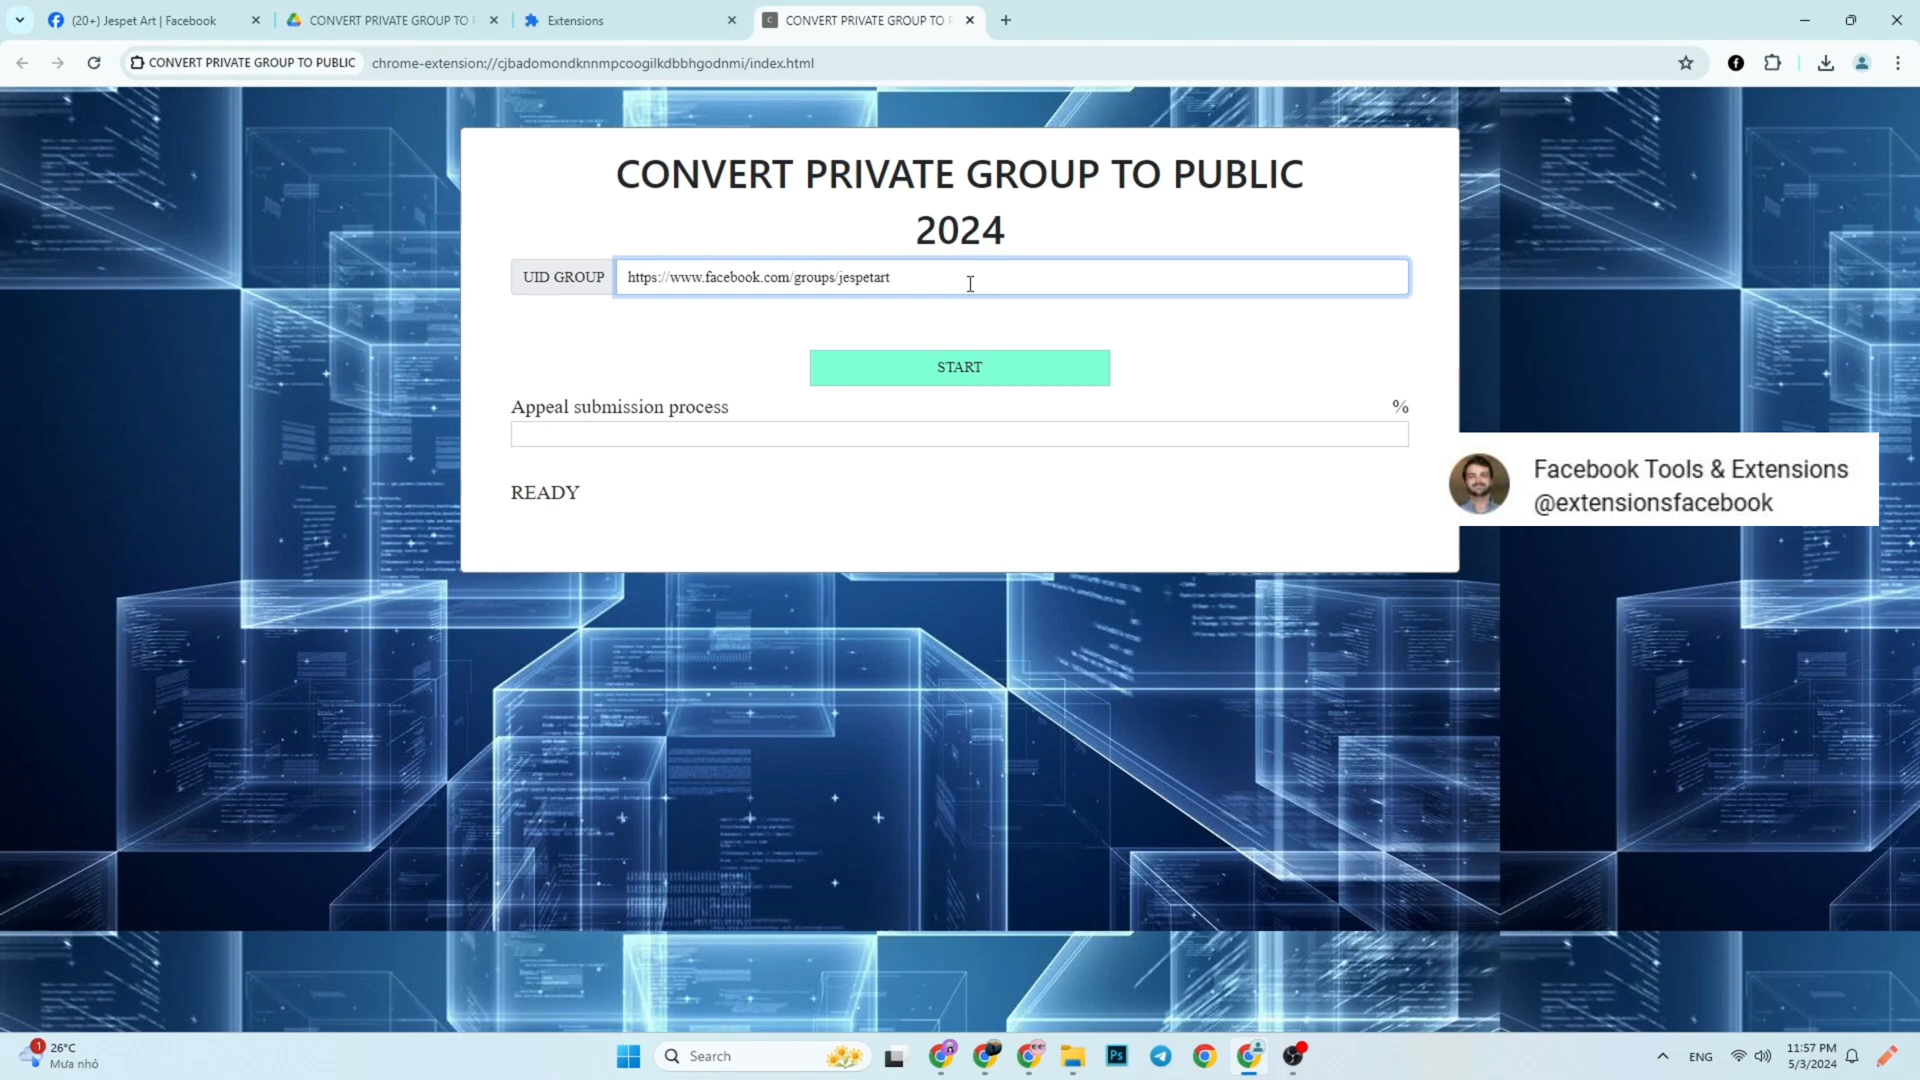 (20+) Jespet Art | Facebook
CONVERT PRIVATE GROUP TO P
Extensions
CONVERT PRIVATE GROUP TO P
CONVERT PRIVATE GROUP TO PUBLIC
chrome-extension://cjbadomondknnmpcoogilkdbbhgodnmi/index.html
CONVERT PRIVATE GROUP TO PUBLIC
2024
UID GROUP
https://www.facebook.com/groups/jespetart
START
Appeal submission process
%
READY
Facebook Tools & Extensions
@extensionsfacebook
1
26°C
Mưa nhỏ
Search
Ps
ENG
11:57 PM
5/3/2024